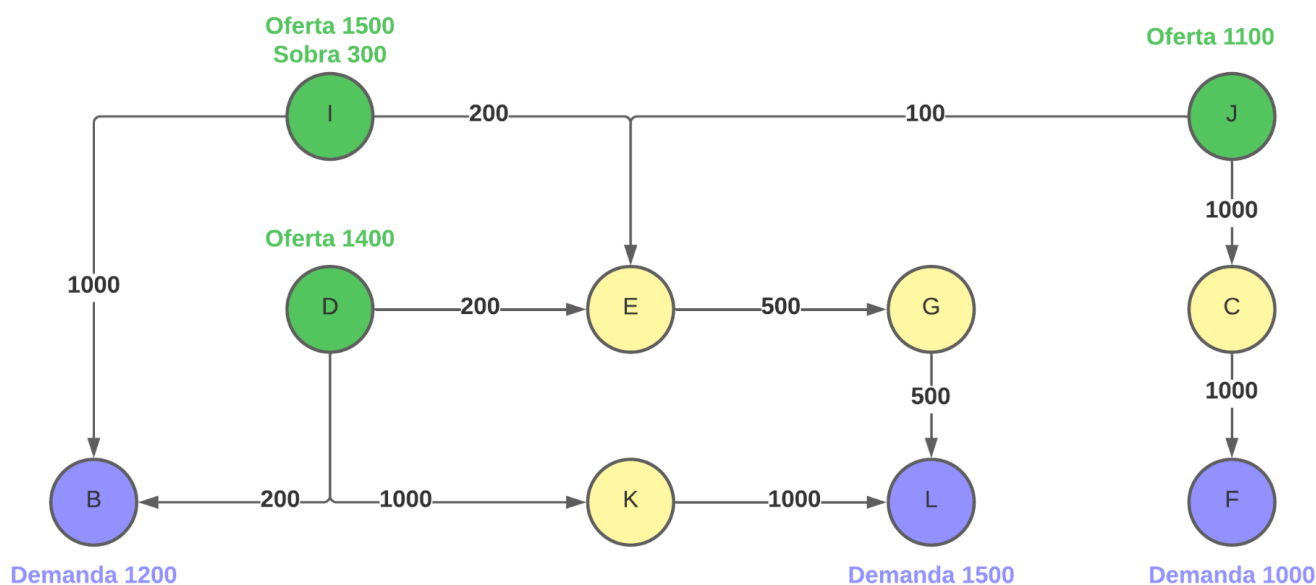 Oferta 1500
Sobra 300
Oferta 1100
I
200
100
J
1000
Oferta 1400
1000
D
200
E
500
G
C
500
1000
B
200
1000
K
1000
L
F
Demanda 1200
Demanda 1500
Demanda 1000